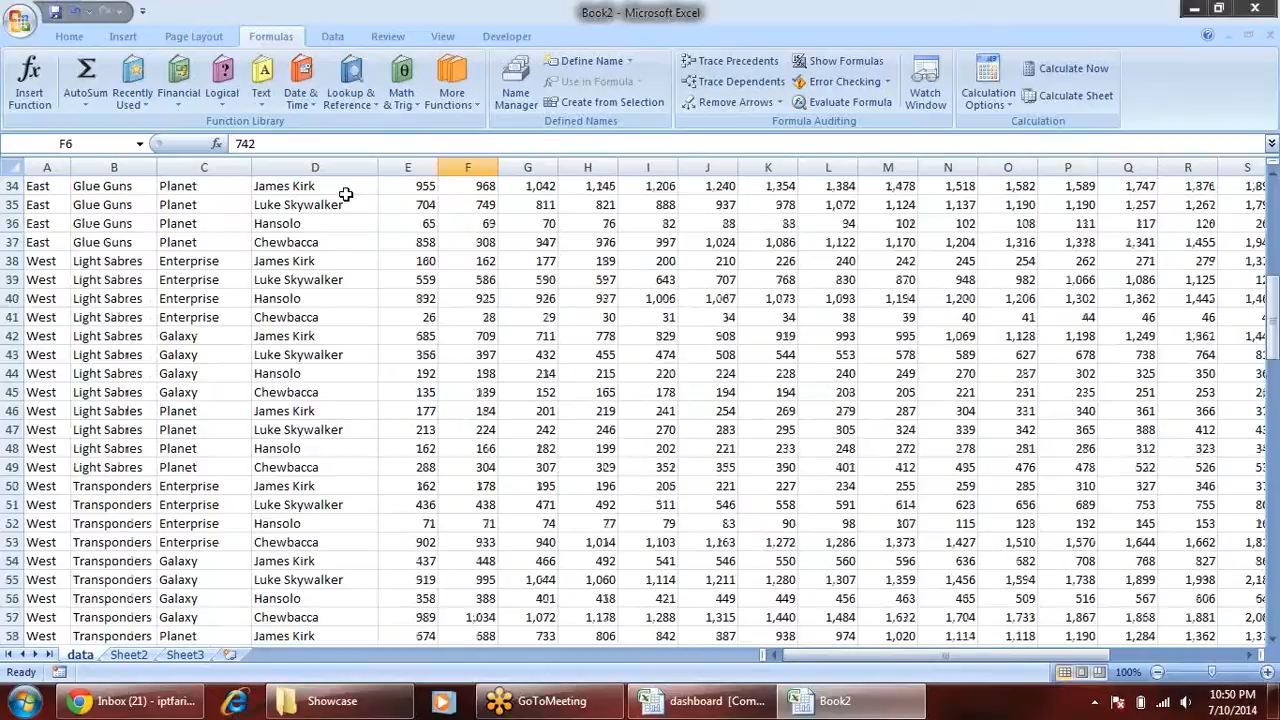 Book2 - Microsoft Excel
Home Insert Page Layout Formulas Data Review View Developer
Insert Function AutoSum Recently Used Financial Logical Text Date & Time Lookup & Reference Math & Trig More Functions Name Manager Define Name Use in Formula Create from Selection Trace Precedents Trace Dependents Remove Arrows Show Formulas Error Checking Evaluate Formula Watch Window Calculation Options Calculate Now Calculate Sheet
Function Library Defined Names Formula Auditing Calculation
F6 fx 742
A B C D E F G H I J K L M N O P Q R S
34 East Glue Guns Planet James Kirk 955 968 1,042 1,145 1,206 1,240 1,354 1,384 1,478 1,518 1,582 1,589 1,747
35 East Glue Guns Planet Luke Skywalker 704 749 811 821 888 937 978 1,072 1,124 1,137 1,190 1,190 1,257 1,262
36 East Glue Guns Planet Hansolo 65 69 70 76 82 88 88 94 102 102 108 111 117 126
37 East Glue Guns Planet Chewbacca 858 908 947 976 997 1,024 1,086 1,122 1,170 1,204 1,316 1,338 1,341 1,455
38 West Light Sabres Enterprise James Kirk 160 162 177 189 200 210 226 240 242 245 254 262 271 279
39 West Light Sabres Enterprise Luke Skywalker 559 586 590 597 643 707 768 830 870 948 982 1,066 1,086 1,125
40 West Light Sabres Enterprise Hansolo 892 925 926 937 1,006 1,067 1,073 1,093 1,194 1,200 1,206 1,302 1,362 1,445
41 West Light Sabres Enterprise Chewbacca 26 28 29 30 31 34 34 38 39 40 41 44 46 46
42 West Light Sabres Galaxy James Kirk 685 709 711 778 829 908 919 993 995 1,069 1,128 1,198 1,249 1,361
43 West Light Sabres Galaxy Luke Skywalker 366 397 432 455 474 508 544 553 578 589 627 678 738 764
44 West Light Sabres Galaxy Hansolo 192 198 214 215 220 224 228 240 249 270 287 302 325 350
45 West Light Sabres Galaxy Chewbacca 135 139 152 165 178 194 194 203 205 221 231 235 251 253
46 West Light Sabres Planet James Kirk 177 184 201 219 241 254 269 279 287 304 331 340 361 366
47 West Light Sabres Planet Luke Skywalker 213 224 242 246 270 283 295 305 324 339 342 365 388 412
48 West Light Sabres Planet Hansolo 162 166 182 199 202 221 233 248 272 278 281 306 312 323
49 West Light Sabres Planet Chewbacca 288 304 307 329 352 355 390 401 412 435 476 478 522 526
50 West Transponders Enterprise James Kirk 162 178 195 196 205 221 227 234 255 259 285 310 327 346
51 West Transponders Enterprise Luke Skywalker 436 438 471 492 511 546 558 592 614 623 656 689 753 755
52 West Transponders Enterprise Hansolo 71 71 74 77 79 83 90 98 107 115 123 132 145 153
53 West Transponders Enterprise Chewbacca 902 933 940 1,014 1,103 1,163 1,272 1,286 1,373 1,427 1,510 1,570 1,644 1,662
54 West Transponders Galaxy James Kirk 437 448 466 492 541 546 550 560 596 636 642 708 768 827
55 West Transponders Galaxy Luke Skywalker 919 995 1,044 1,060 1,114 1,211 1,280 1,307 1,359 1,456 1,594 1,738 1,899 1,998
56 West Transponders Galaxy Hansolo 358 388 401 418 421 449 449 455 463 509 516 567 606
57 West Transponders Galaxy Chewbacca 989 1,034 1,072 1,178 1,288 1,315 1,440 1,484 1,632 1,704 1,733 1,867 1,868 1,881
58 West Transponders Planet James Kirk 674 688 733 806 842 887 938 974 1,020 1,114 1,118 1,190 1,284 1,362
data Sheet2 Sheet3
Ready 100%
Inbox (21) - iptfari... Showcase GoToMeeting dashboard [Com... Book2 10:50 PM
7/10/2014